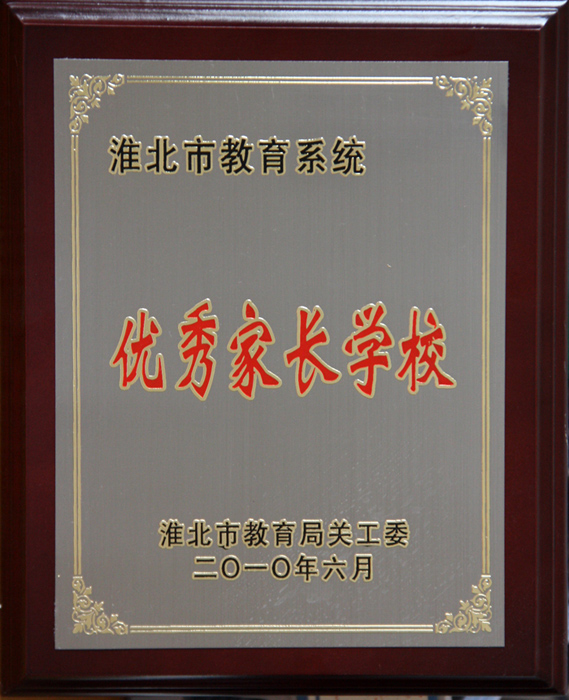 淮北市教育系统
优秀家长学校
淮北市教育局关工委
二〇一〇年六月